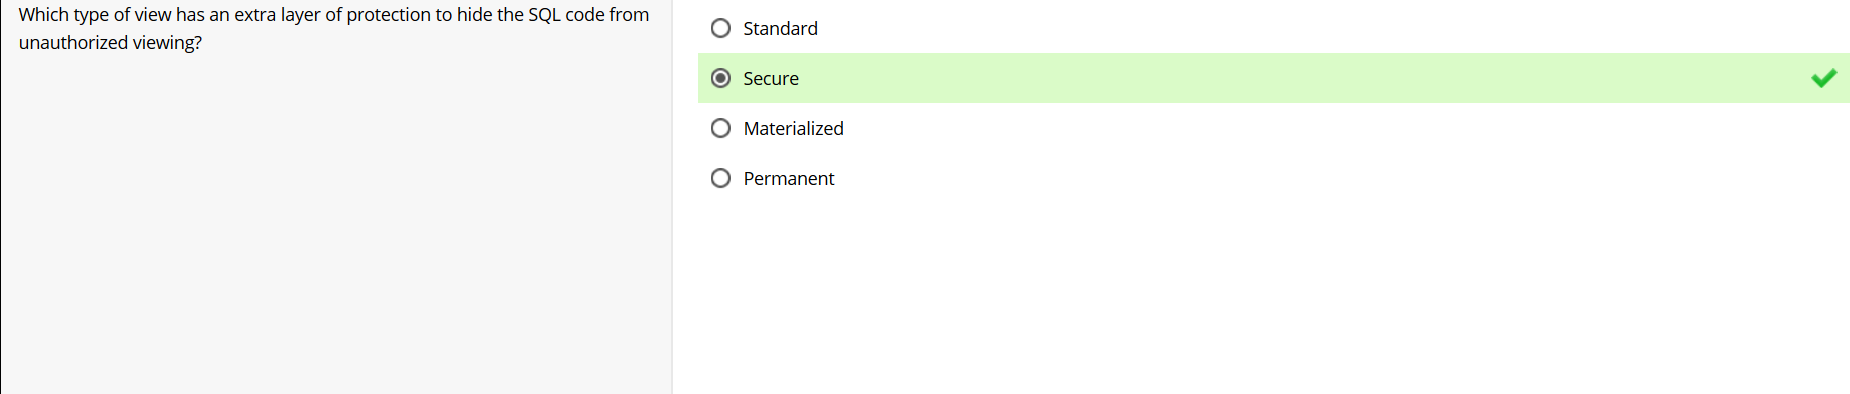 Which type of view has an extra layer of protection to hide the SQL code from
unauthorized viewing?
Standard
Secure
Materialized
Permanent